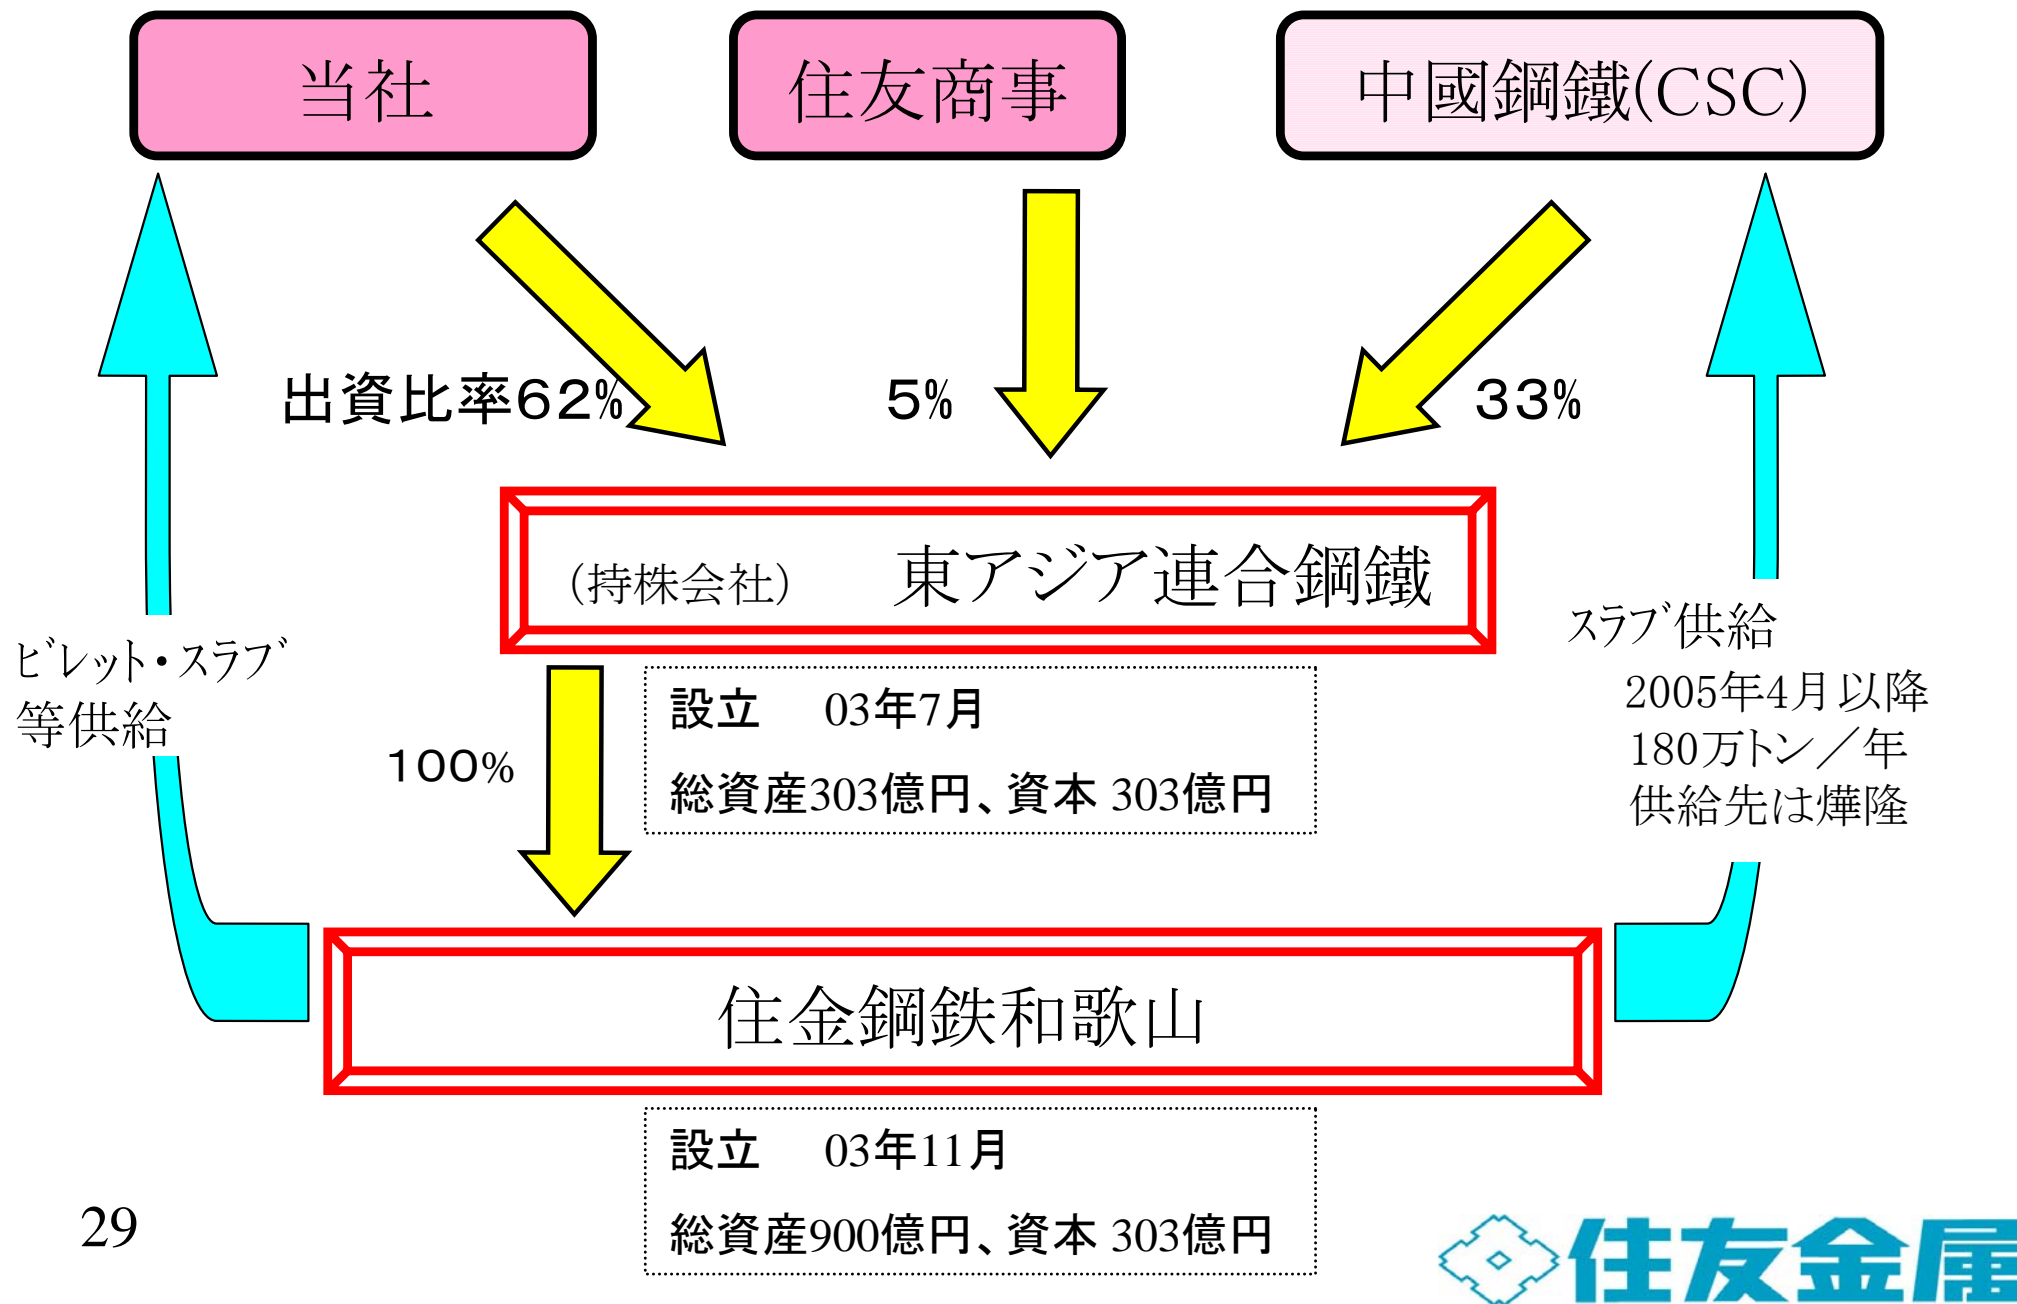 当社
住友商事
中國鋼鐵(CSC)
出資比率62%
5%
33%
(持株会社) 東アジア連合鋼鐵
ビレット・スラブ
等供給
スラブ供給
2005年4月以降
180万トン/年
供給先は燁隆
100%
設立 03年7月
総資産303億円、資本 303億円
住金鋼鉄和歌山
設立 03年11月
総資産900億円、資本 303億円
29
住友金属